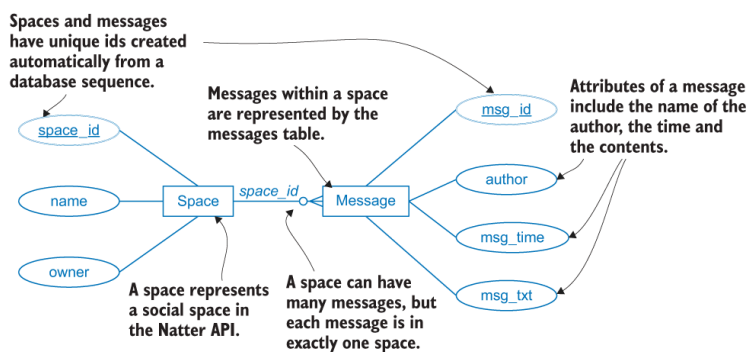 Spaces and messages
have unique ids created
automatically from a
database sequence.
Messages within a space
are represented by the
messages table.
Attributes of a message
include the name of the
author, the time and
the contents.
space_id
msg_id
name
Space
space_id
Message
author
owner
msg_time
msg_txt
A space represents
a social space in
the Natter API.
A space can have
many messages, but
each message is in
exactly one space.